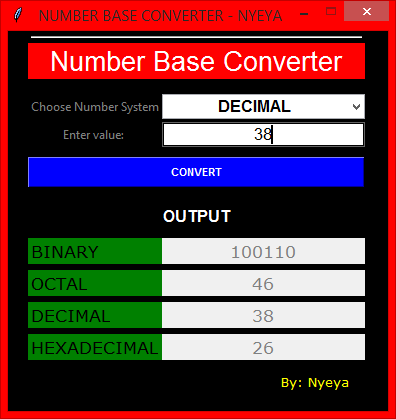 NUMBER BASE CONVERTER - NYEYA
Number Base Converter
Choose Number System DECIMAL
Enter value: 38
CONVERT
OUTPUT
BINARY 100110
OCTAL 46
DECIMAL 38
HEXADECIMAL 26
By: Nyeya